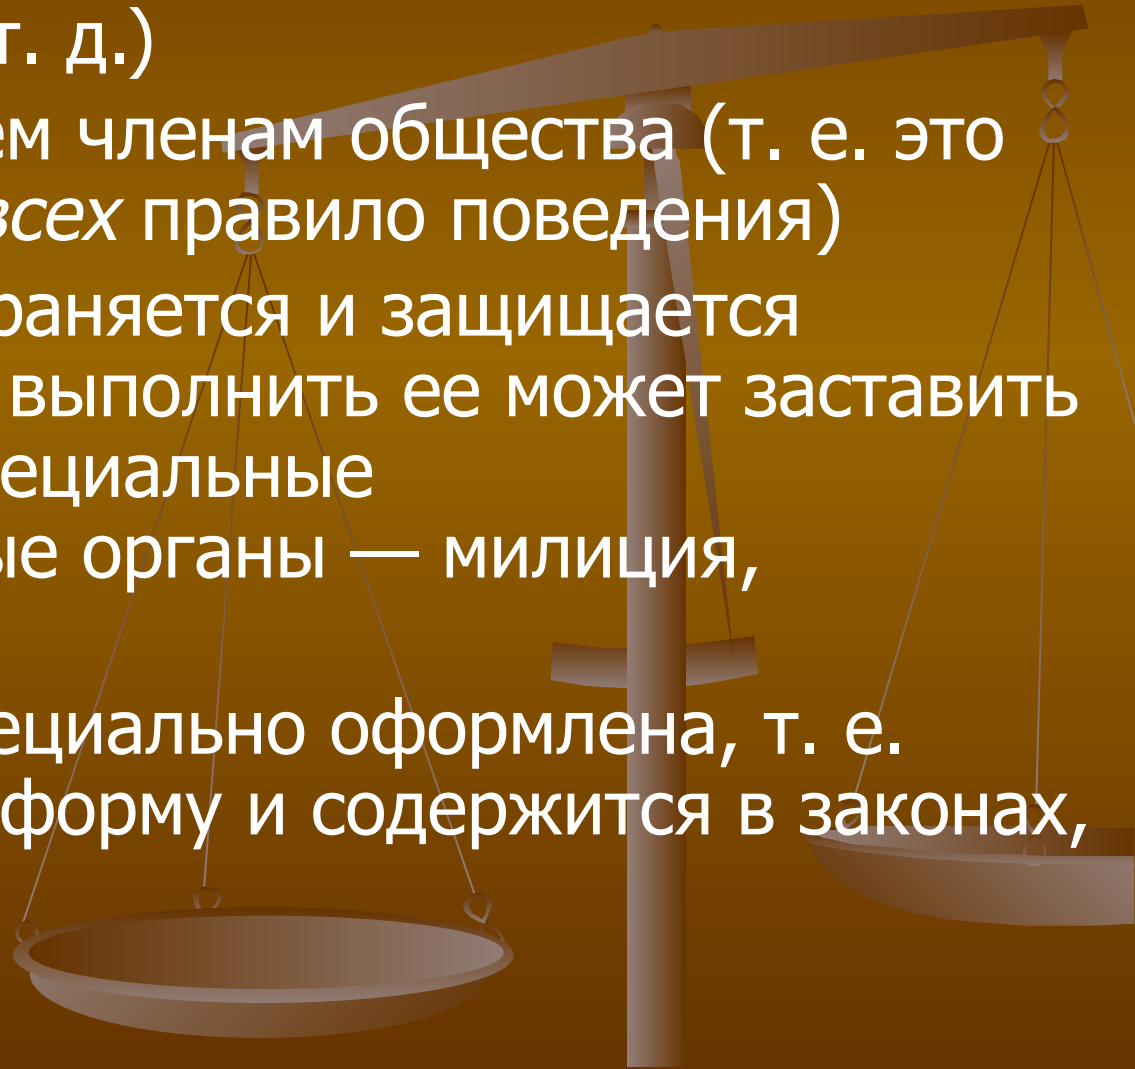 т. д.)
ем членам общества (т. е. это
всех правило поведения)
раняется и защищается
выполнить ее может заставить
ециальные
ые органы — милиция,
ециально оформлена, т. е.
форму и содержится в законах,